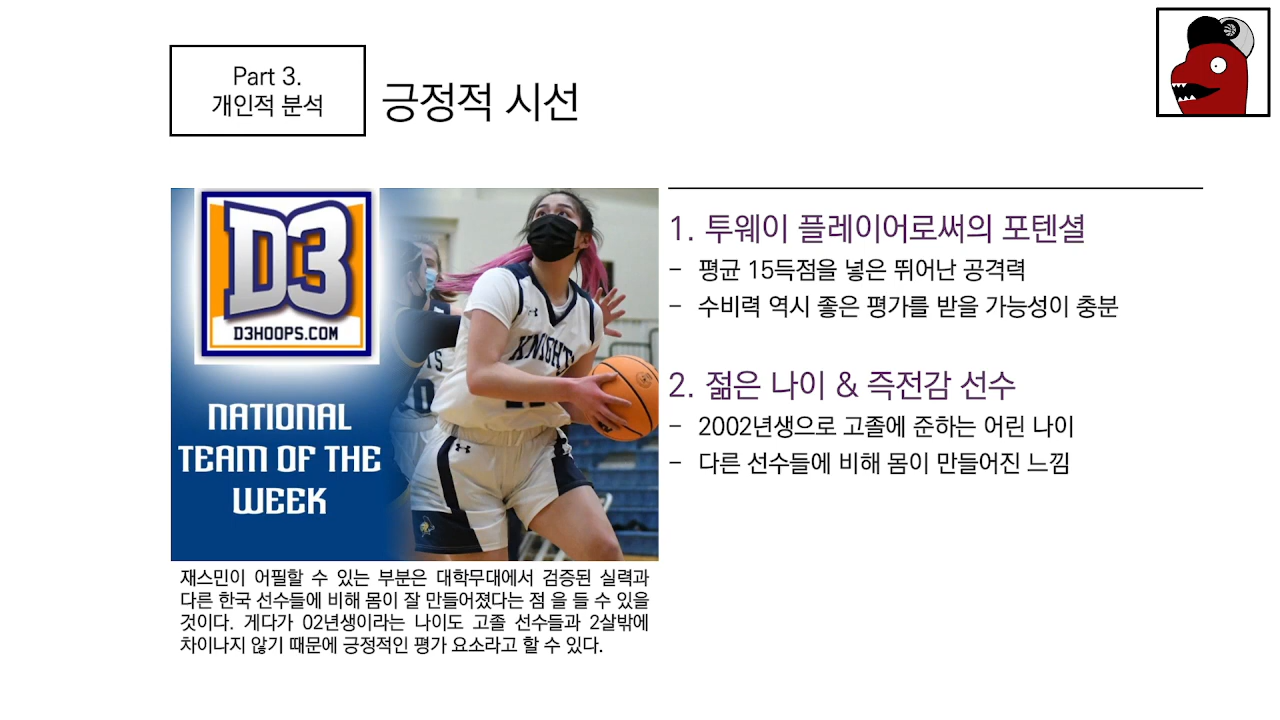 Part 3.
개인적 분석
긍정적 시선
D3
D3HOOPS.COM
NATIONAL
TEAM OF THE
WEEK
KNIGHTS
1. 투웨이 플레이어로써의 포텐셜
- 평균 15득점을 넣은 뛰어난 공격력
- 수비력 역시 좋은 평가를 받을 가능성이 충분
2. 젊은 나이 & 즉전감 선수
- 2002년생으로 고졸에 준하는 어린 나이
- 다른 선수들에 비해 몸이 만들어진 느낌
재스민이 어필할 수 있는 부분은 대학무대에서 검증된 실력과
다른 한국 선수들에 비해 몸이 잘 만들어졌다는 점 을 들 수 있을
것이다. 게다가 02년생이라는 나이도 고졸 선수들과 2살밖에
차이나지 않기 때문에 긍정적인 평가 요소라고 할 수 있다.